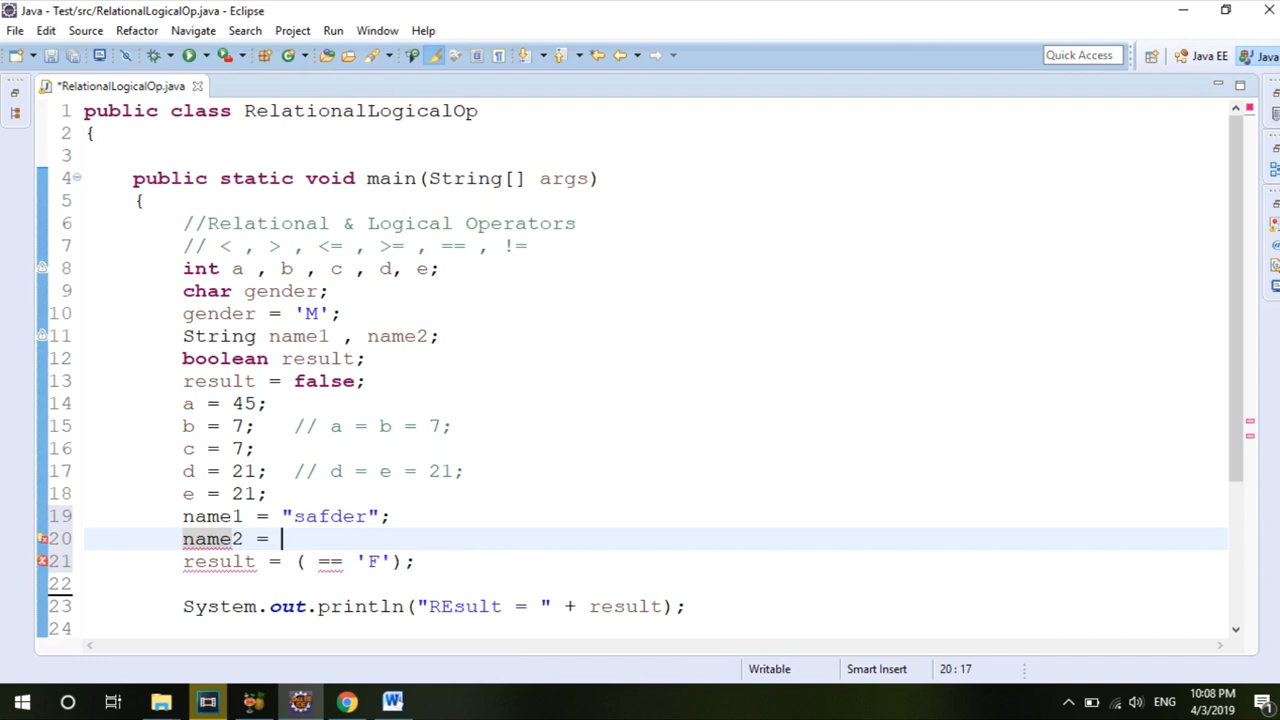 Java - Test/src/RelationalLogicalOp.java - Eclipse
File Edit Source Refactor Navigate Search Project Run Window Help
Quick Access Java EE Java
*RelationalLogicalOp.java
1 public class RelationalLogicalOp
2 {
3
4 public static void main(String[] args)
5 {
6 //Relational & Logical Operators
7 // < , > , <= , >= , == , !=
8 int a , b , c , d, e;
9 char gender;
10 gender = 'M';
11 String name1 , name2;
12 boolean result;
13 result = false;
14 a = 45;
15 b = 7; // a = b = 7;
16 c = 7;
17 d = 21; // d = e = 21;
18 e = 21;
19 name1 = "safder";
20 name2 =
21 result = ( == 'F');
22
23 System.out.println("REsult = " + result);
24
Writable Smart Insert 20 : 17
ENG 10:08 PM
4/3/2019